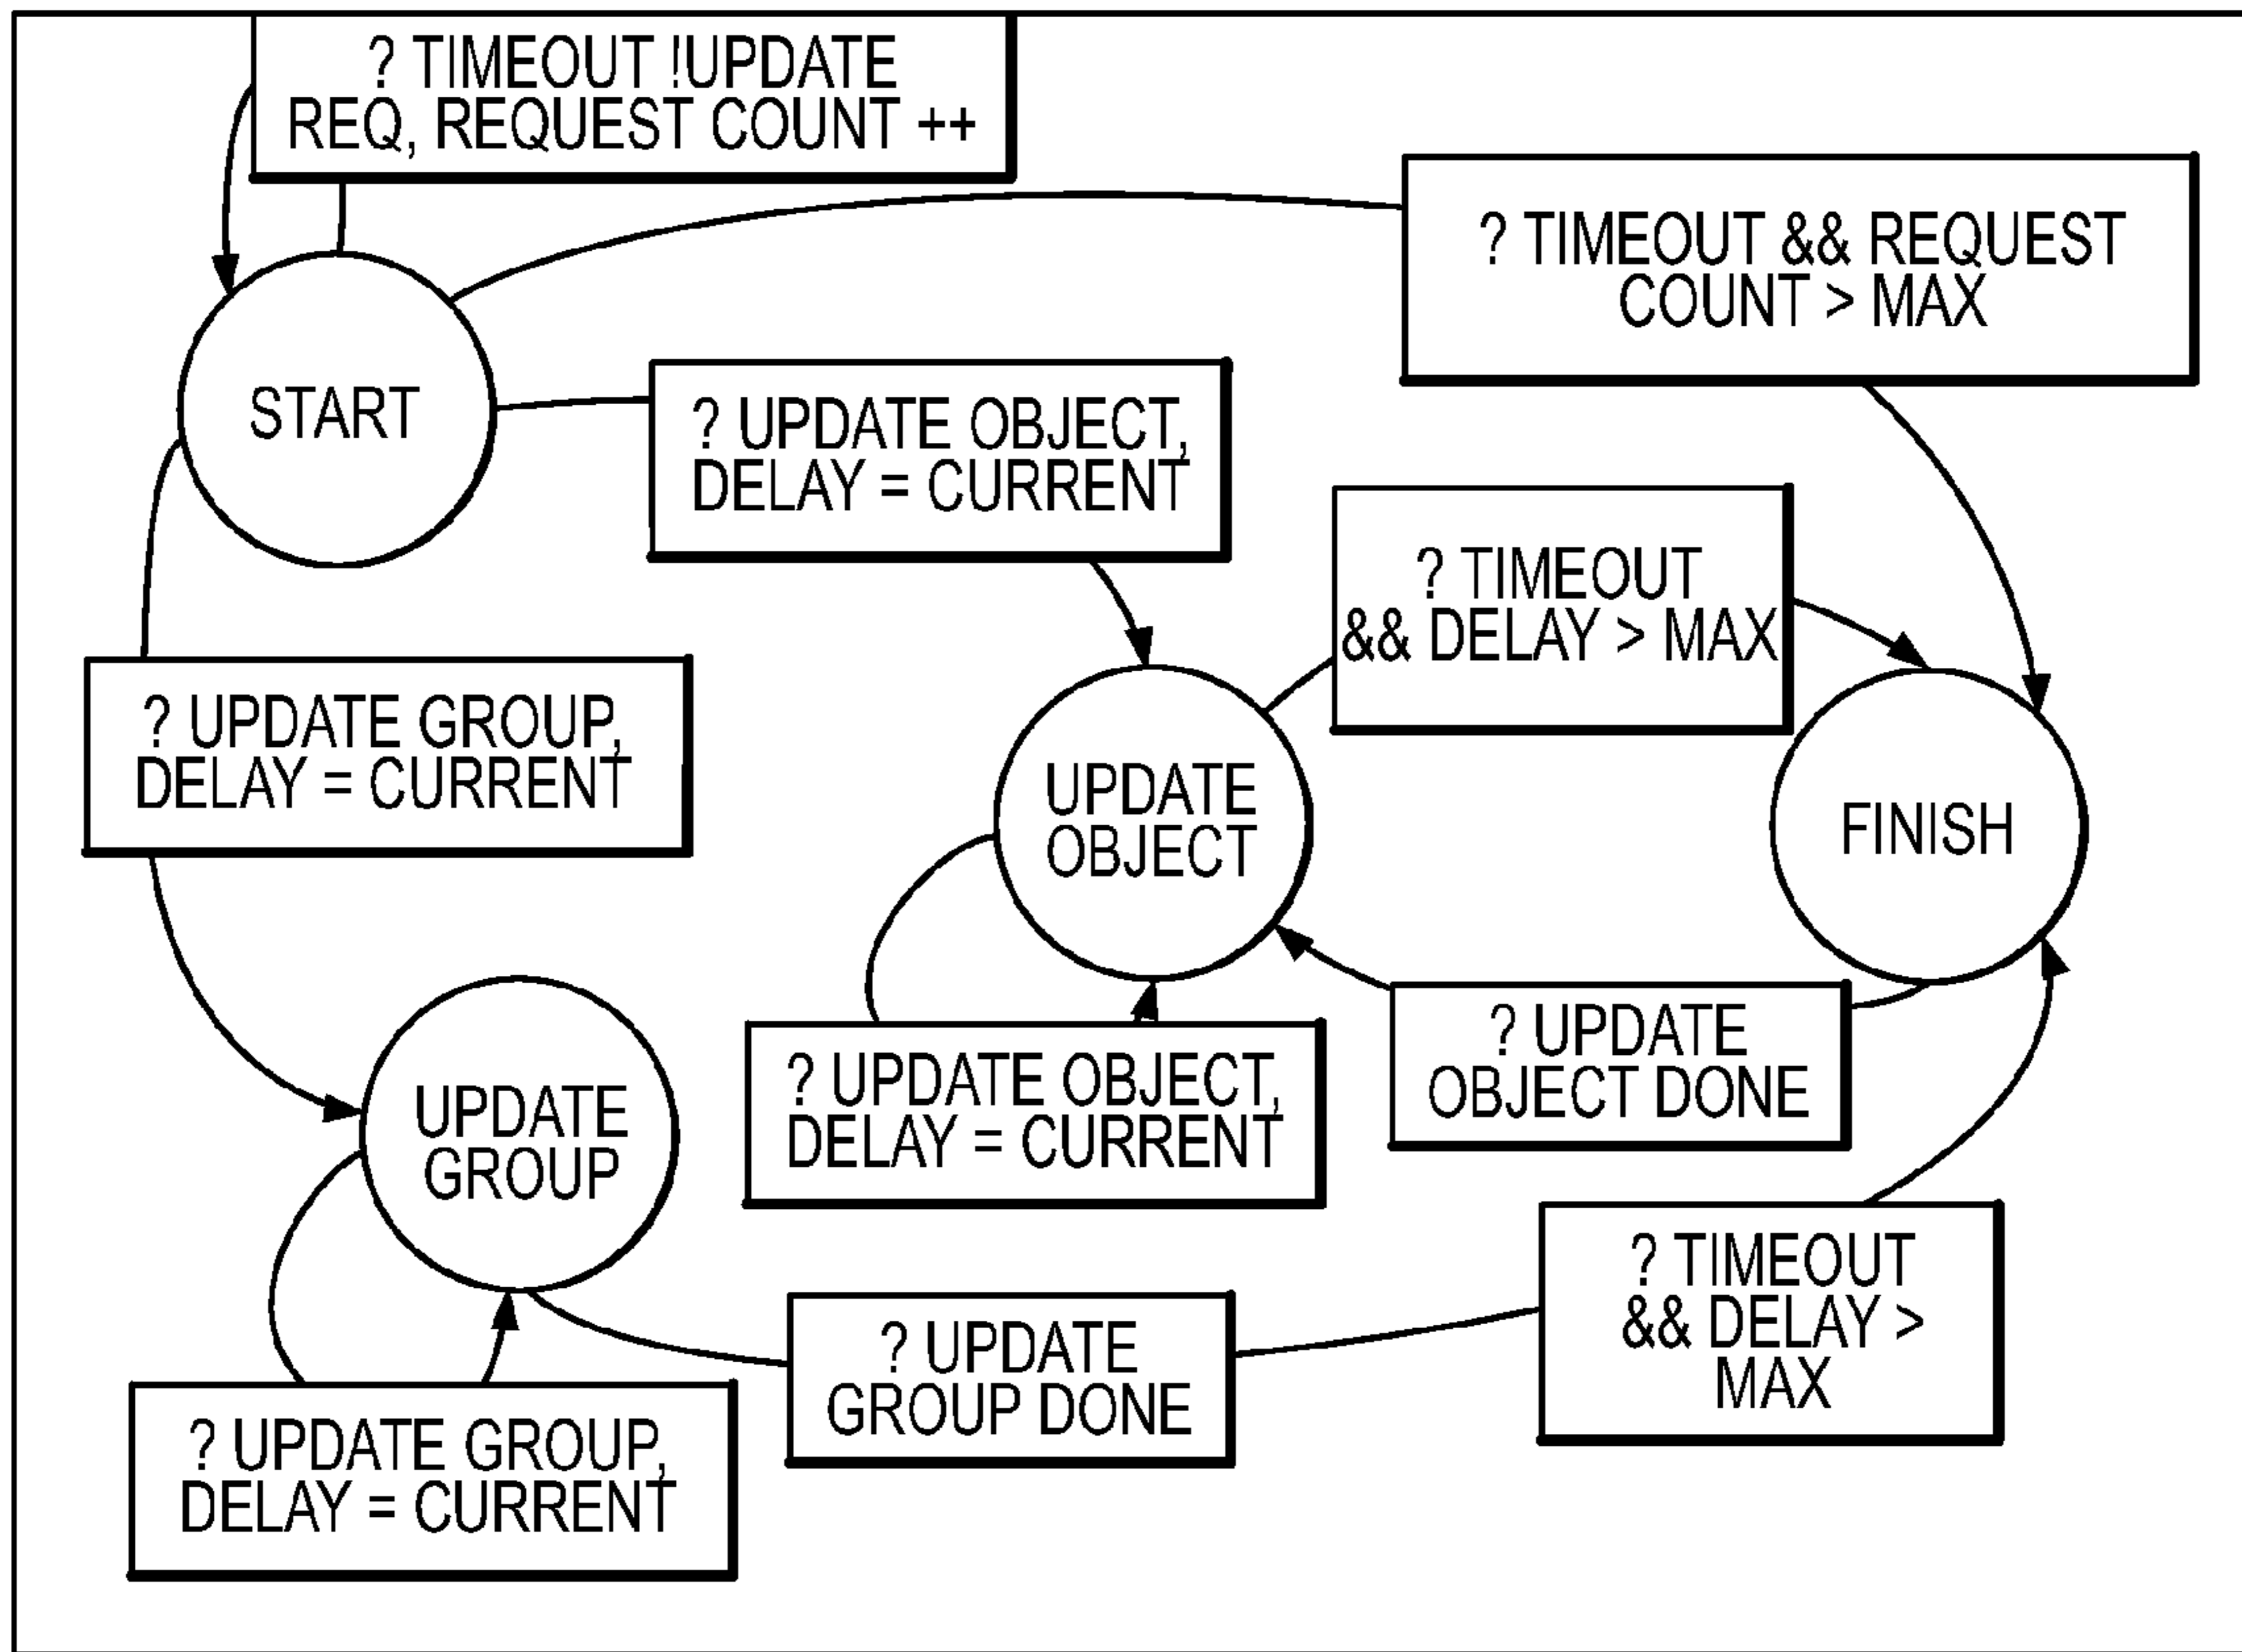 ? TIMEOUT !UPDATE
REQ, REQUEST COUNT ++
? TIMEOUT && REQUEST
COUNT > MAX
START
? UPDATE OBJECT,
DELAY = CURRENT
? TIMEOUT
&& DELAY > MAX
? UPDATE GROUP,
DELAY = CURRENT
UPDATE
OBJECT
FINISH
? UPDATE
OBJECT DONE
? UPDATE OBJECT,
DELAY = CURRENT
UPDATE
GROUP
? TIMEOUT
&& DELAY >
MAX
? UPDATE
GROUP DONE
? UPDATE GROUP,
DELAY = CURRENT